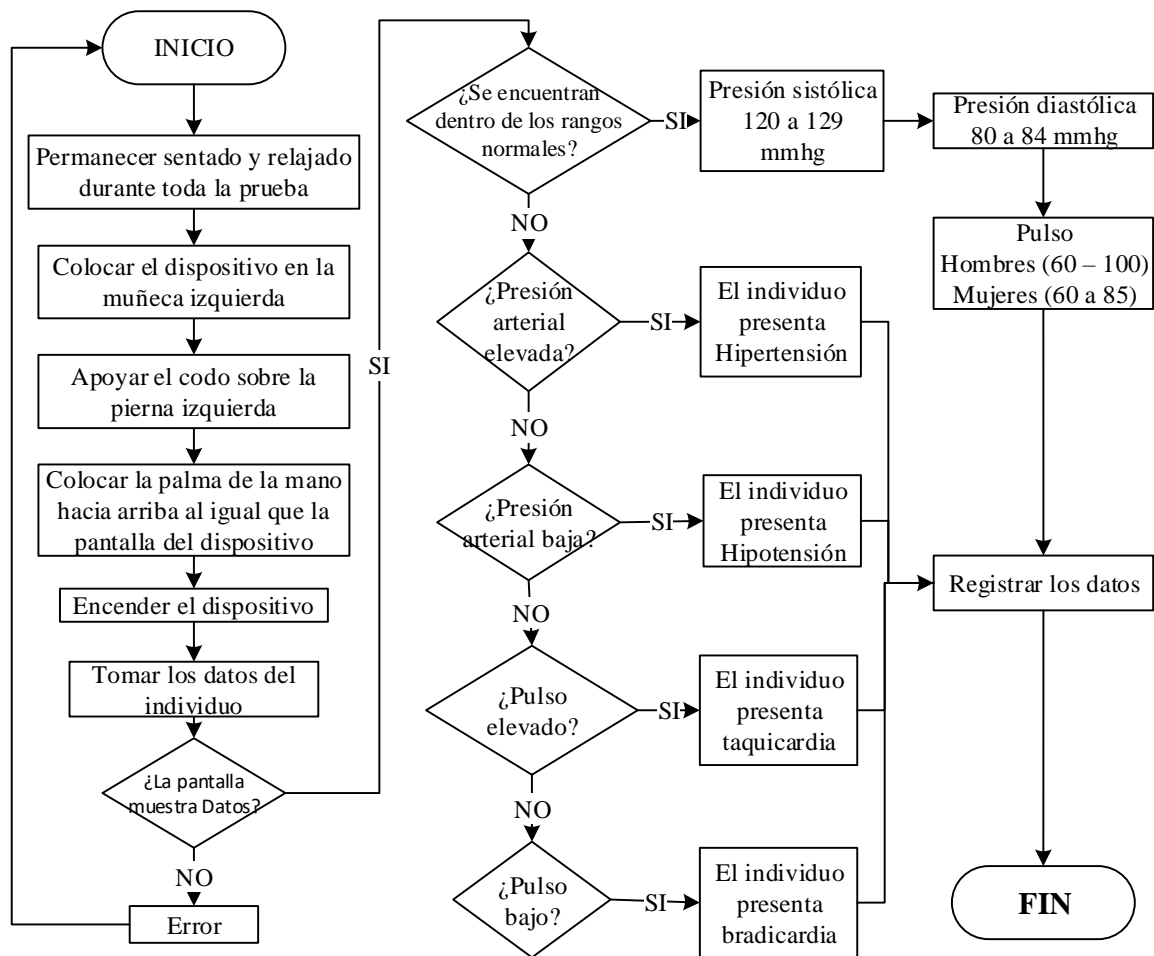 INICIO
Permanecer sentado y relajado
durante toda la prueba
Colocar el dispositivo en la
muñeca izquierda
Apoyar el codo sobre la
pierna izquierda
Colocar la palma de la mano
hacia arriba al igual que la
pantalla del dispositivo
Encender el dispositivo
Tomar los datos del
individuo
¿La pantalla
muestra Datos?
NO
Error
SI
¿Se encuentran
dentro de los rangos
normales?
SI
Presión sistólica
120 a 129
mmhg
Presión diastólica
80 a 84 mmhg
Pulso
Hombres (60 – 100)
Mujeres (60 a 85)
NO
¿Presión
arterial
elevada?
SI
El individuo
presenta
Hipertensión
NO
¿Presión
arterial baja?
SI
El individuo
presenta
Hipotensión
Registrar los datos
NO
¿Pulso
elevado?
SI
El individuo
presenta
taquicardia
NO
¿Pulso
bajo?
SI
El individuo
presenta
bradicardia
FIN